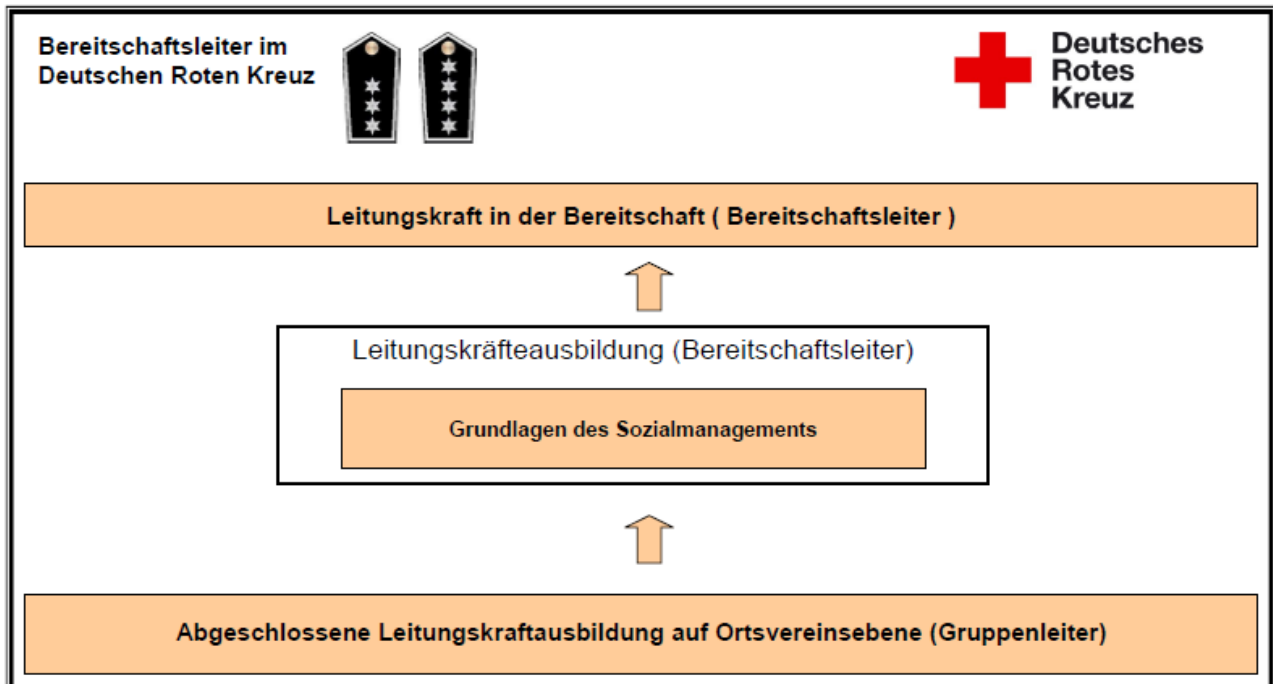 Bereitschaftsleiter im
Deutschen Roten Kreuz
Deutsches
Rotes
Kreuz
Leitungskraft in der Bereitschaft ( Bereitschaftsleiter )
Leitungskräfteausbildung (Bereitschaftsleiter)
Grundlagen des Sozialmanagements
Abgeschlossene Leitungskraftausbildung auf Ortsvereinsebene (Gruppenleiter)